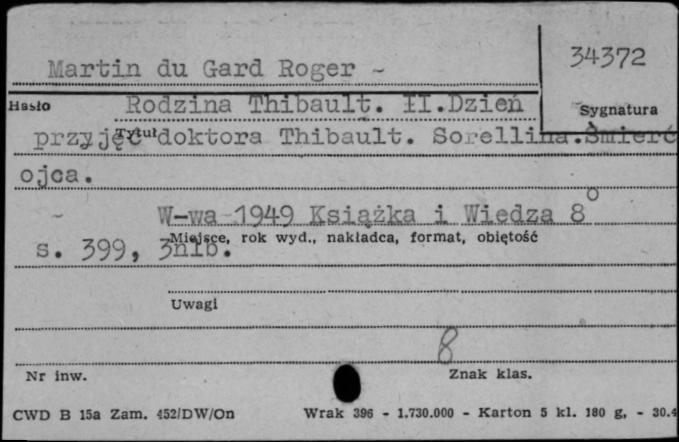 Martin du Gard Roger -
34372
Hasło
Rodzina Thibault. II.Dzień
Sygnatura
przyjęć doktora Thibault. Sorellina.Śmierć
Tytuł
ojca.
- W-wa 1949 Książka i Wiedza 8°
Miejsce, rok wyd., nakładca, format, objętość
s. 399, 3nlb.
Uwagi
8
Nr inw.
Znak klas.
CWD B 15a Zam. 452/DW/On
Wrak 396 - 1.730.000 - Karton 5 kl. 180 g, - 30.4